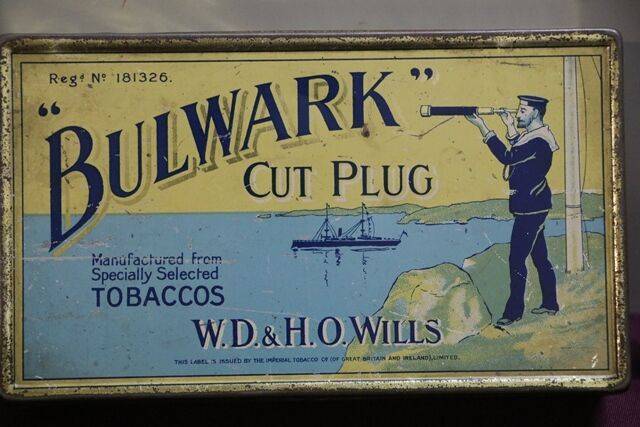 Regd No 181326.
"BULWARK"
CUT PLUG
Manufactured from
Specially Selected
TOBACCOS
W.D. & H.O. WILLS
THIS LABEL IS ISSUED BY THE IMPERIAL TOBACCO CO (OF GREAT BRITAIN AND IRELAND), LIMITED.